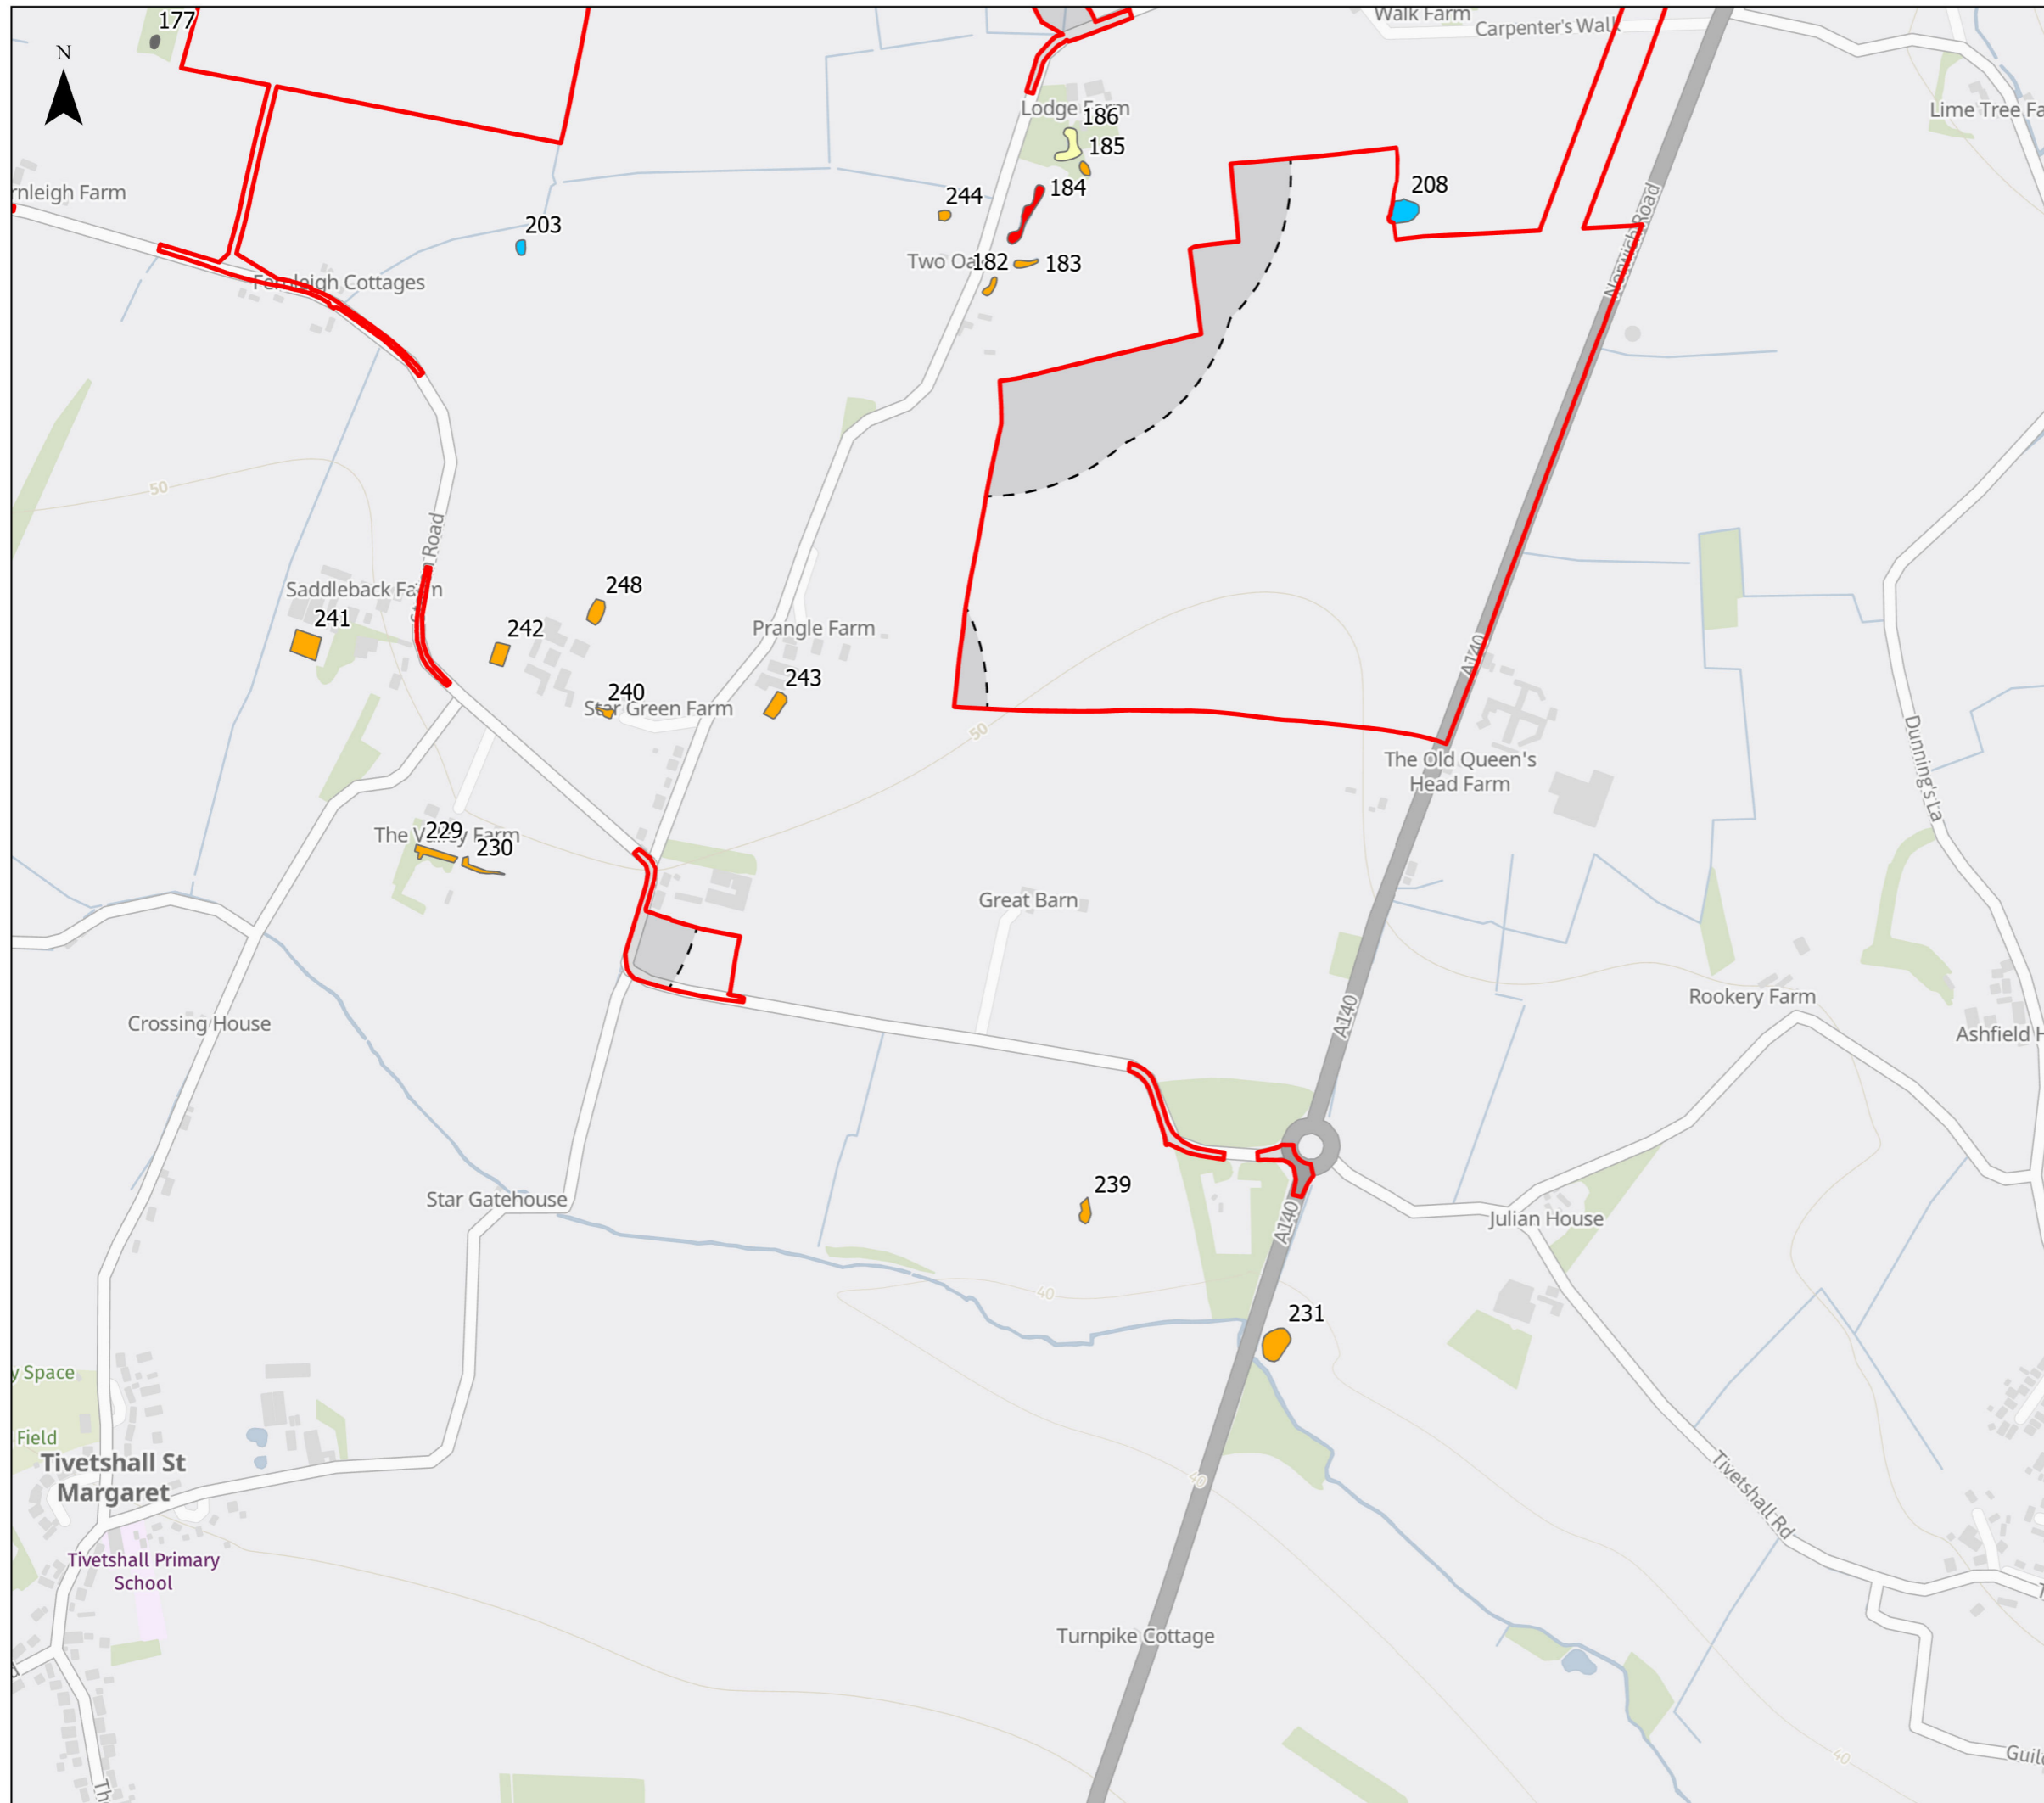 177
N
Walk Farm
Carpenter's Walk
Lodge Farm
Lime Tree Fa
186
185
rnleigh Farm
244
184
208
203
Norwich Road
Two Oa
182
183
Fernleigh Cottages
50
Road
Saddleback Farm
248
241
242
Prangle Farm
A140
243
240
Star Green Farm
50
The Old Queen's
Head Farm
Dunning's La
The Valley Farm
229
230
Great Barn
Rookery Farm
A140
Crossing House
Ashfield H
239
Star Gatehouse
A140
Julian House
40
231
y Space
Field
Tivetshall St
Margaret
40
Tivetshall Rd
Tivetshall Primary
School
Turnpike Cottage
40
Guil
Th